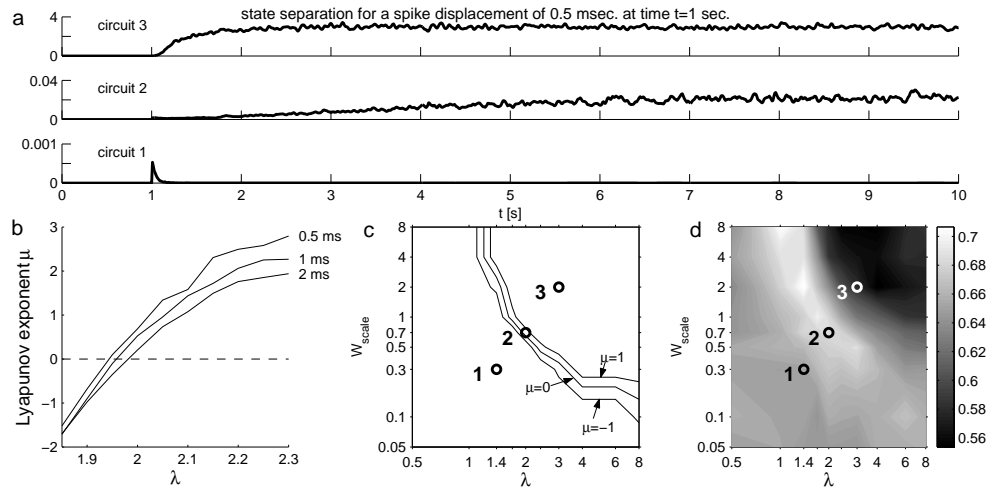 a
state separation for a spike displacement of 0.5 msec. at time t=1 sec.
4
circuit 3
0
0.04
circuit 2
0
0.001
circuit 1
0
0 1 2 3 4 5 6 7 8 9 10
t [s]
b
3
2
1
0
−1
−2
Lyapunov exponent μ
0.5 ms
1 ms
2 ms
1.9 2 2.1 2.2 2.3
λ
c
8
4
2
1
0.7
0.5
0.3
0.1
0.05
Wscale
3
2
1
μ=1
μ=0
μ=−1
0.5 1 1.4 2 3 4 6 8
λ
d
8
4
2
1
0.7
0.5
0.3
0.1
0.05
Wscale
3
2
1
0.5 1 1.4 2 3 4 6 8
λ
0.7
0.68
0.66
0.64
0.62
0.6
0.58
0.56